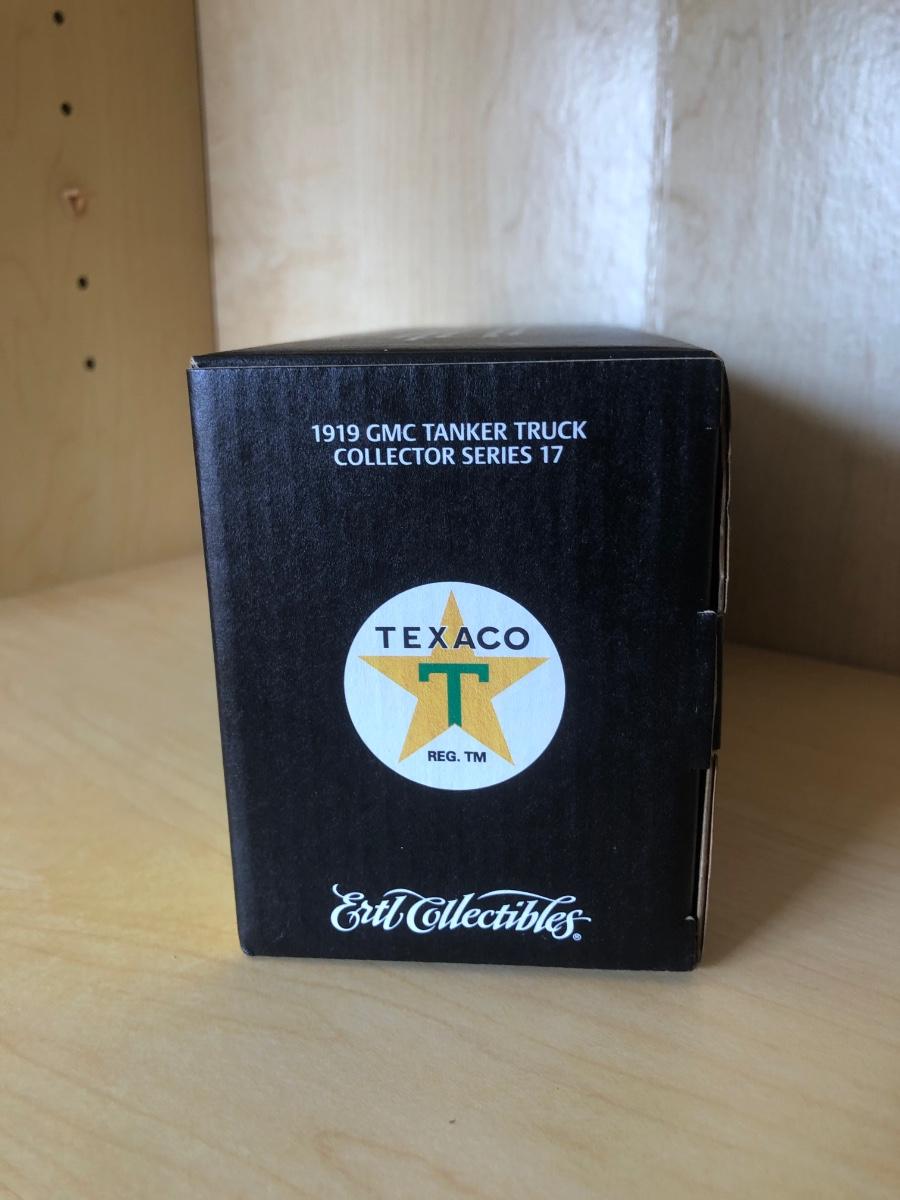 1919 GMC TANKER TRUCK
COLLECTOR SERIES 17
TEXACO
T
REG. TM
Ertl Collectibles®